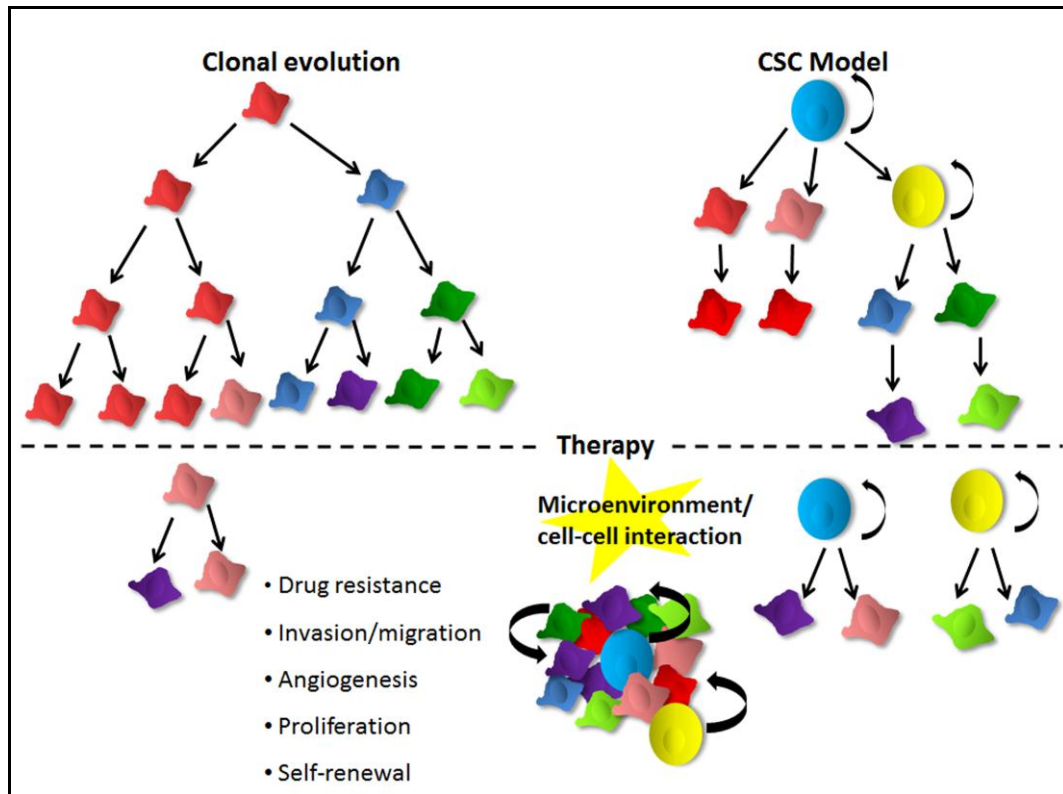 Clonal evolution
CSC Model
Therapy
Microenvironment/
cell-cell interaction
• Drug resistance
• Invasion/migration
• Angiogenesis
• Proliferation
• Self-renewal